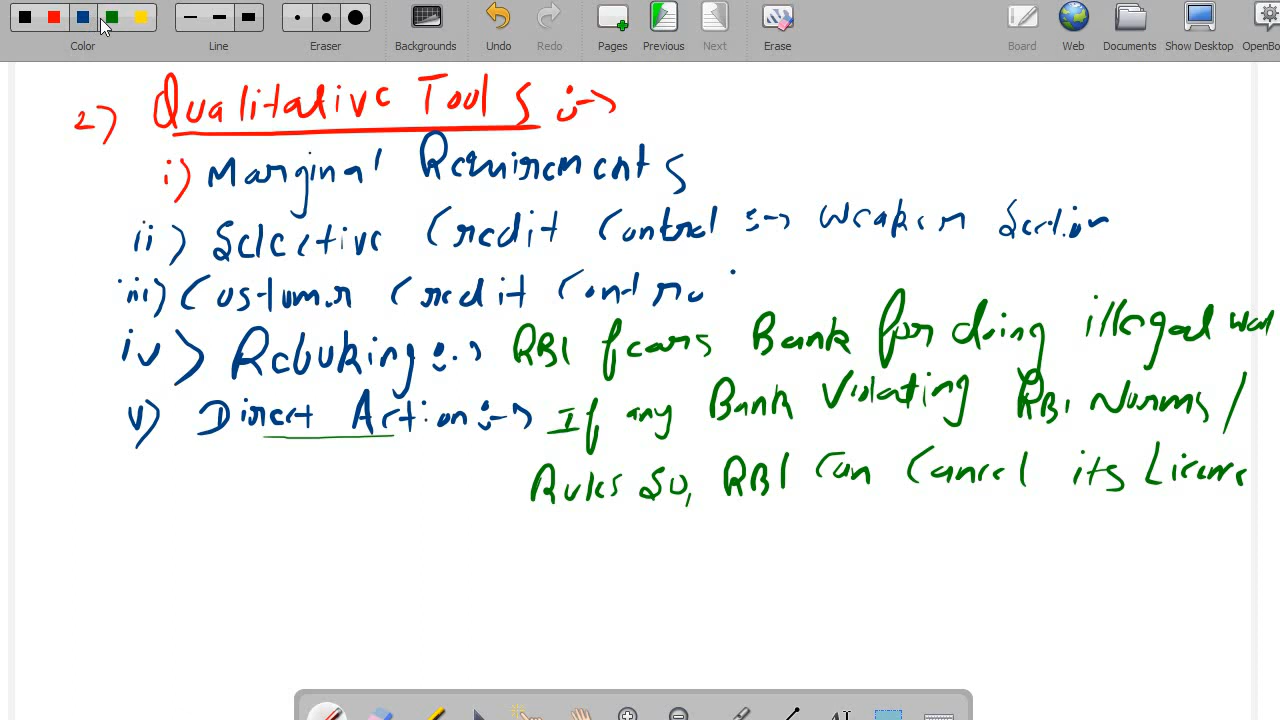 Color Line Eraser Backgrounds Undo Redo Pages Previous Next Erase Board Web Documents Show Desktop OpenBo
2) Qualitative Tools :->
i) Marginal Requirements
ii) Selective Credit Control :-> Weaker Section
iii) Customer Credit Contro
iv) Rebuking :-> RBI fears Bank for doing illegal
v) Direct Action :-> If any Bank Violating RBI Norms /
Rules So, RBI Can Cancel its License